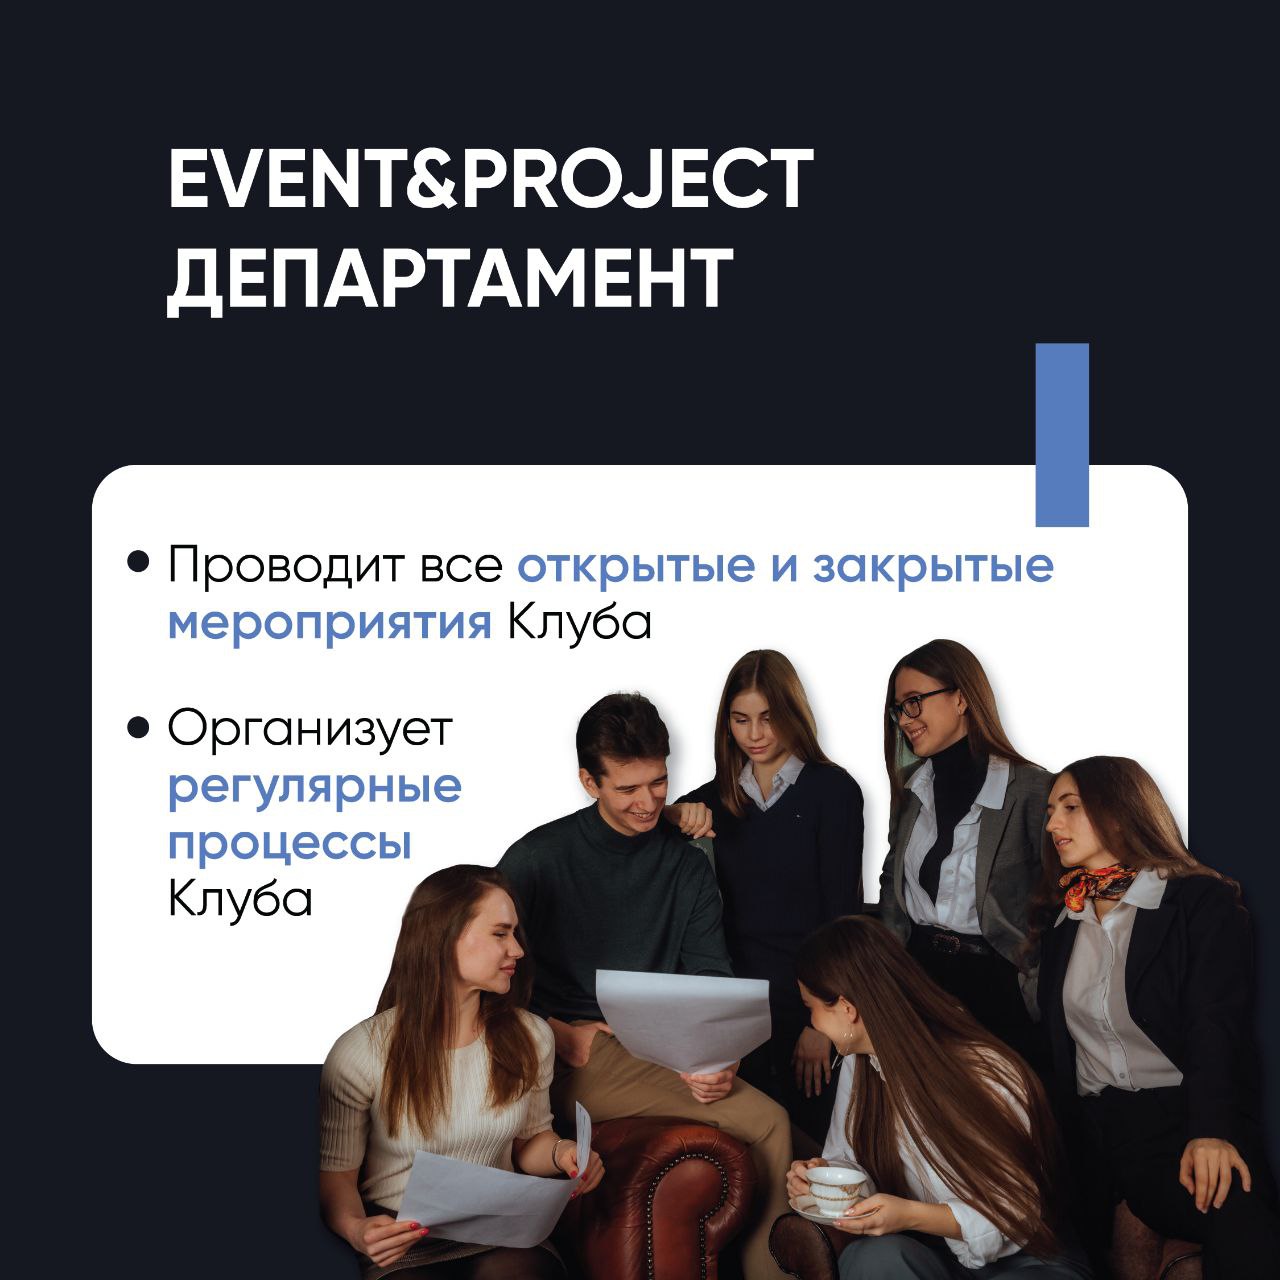 EVENT&PROJECT
ДЕПАРТАМЕНТ
Проводит все открытые и закрытые
мероприятия Клуба
Организует
регулярные
процессы
Клуба